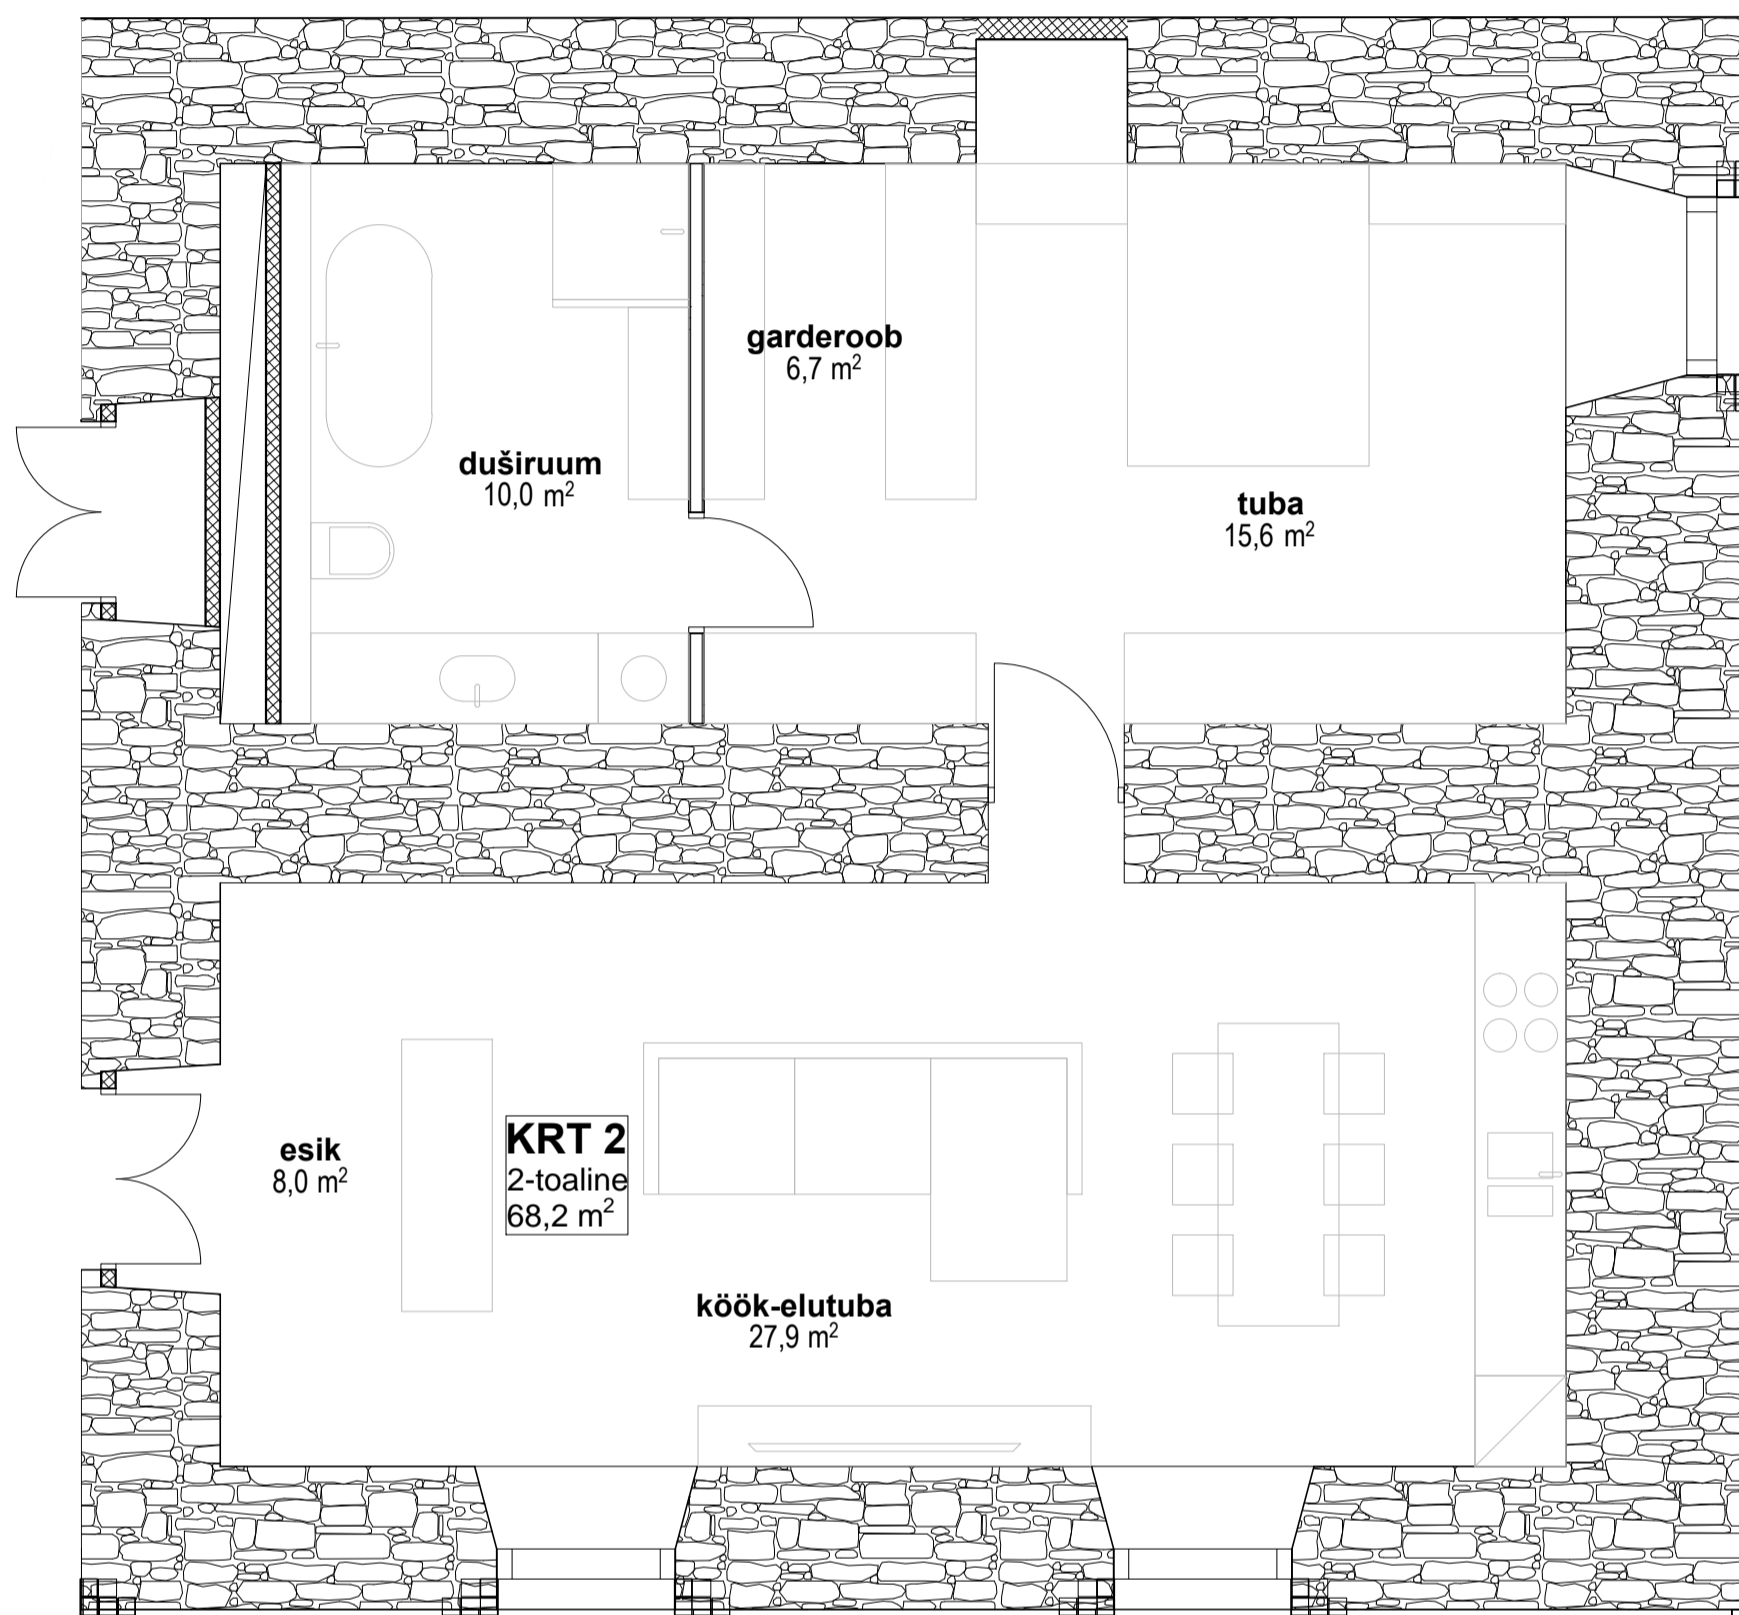 garderoob
6,7 m²
duširuum
10,0 m²
tuba
15,6 m²
esik
8,0 m²
KRT 2
2-toaline
68,2 m²
köök-elutuba
27,9 m²